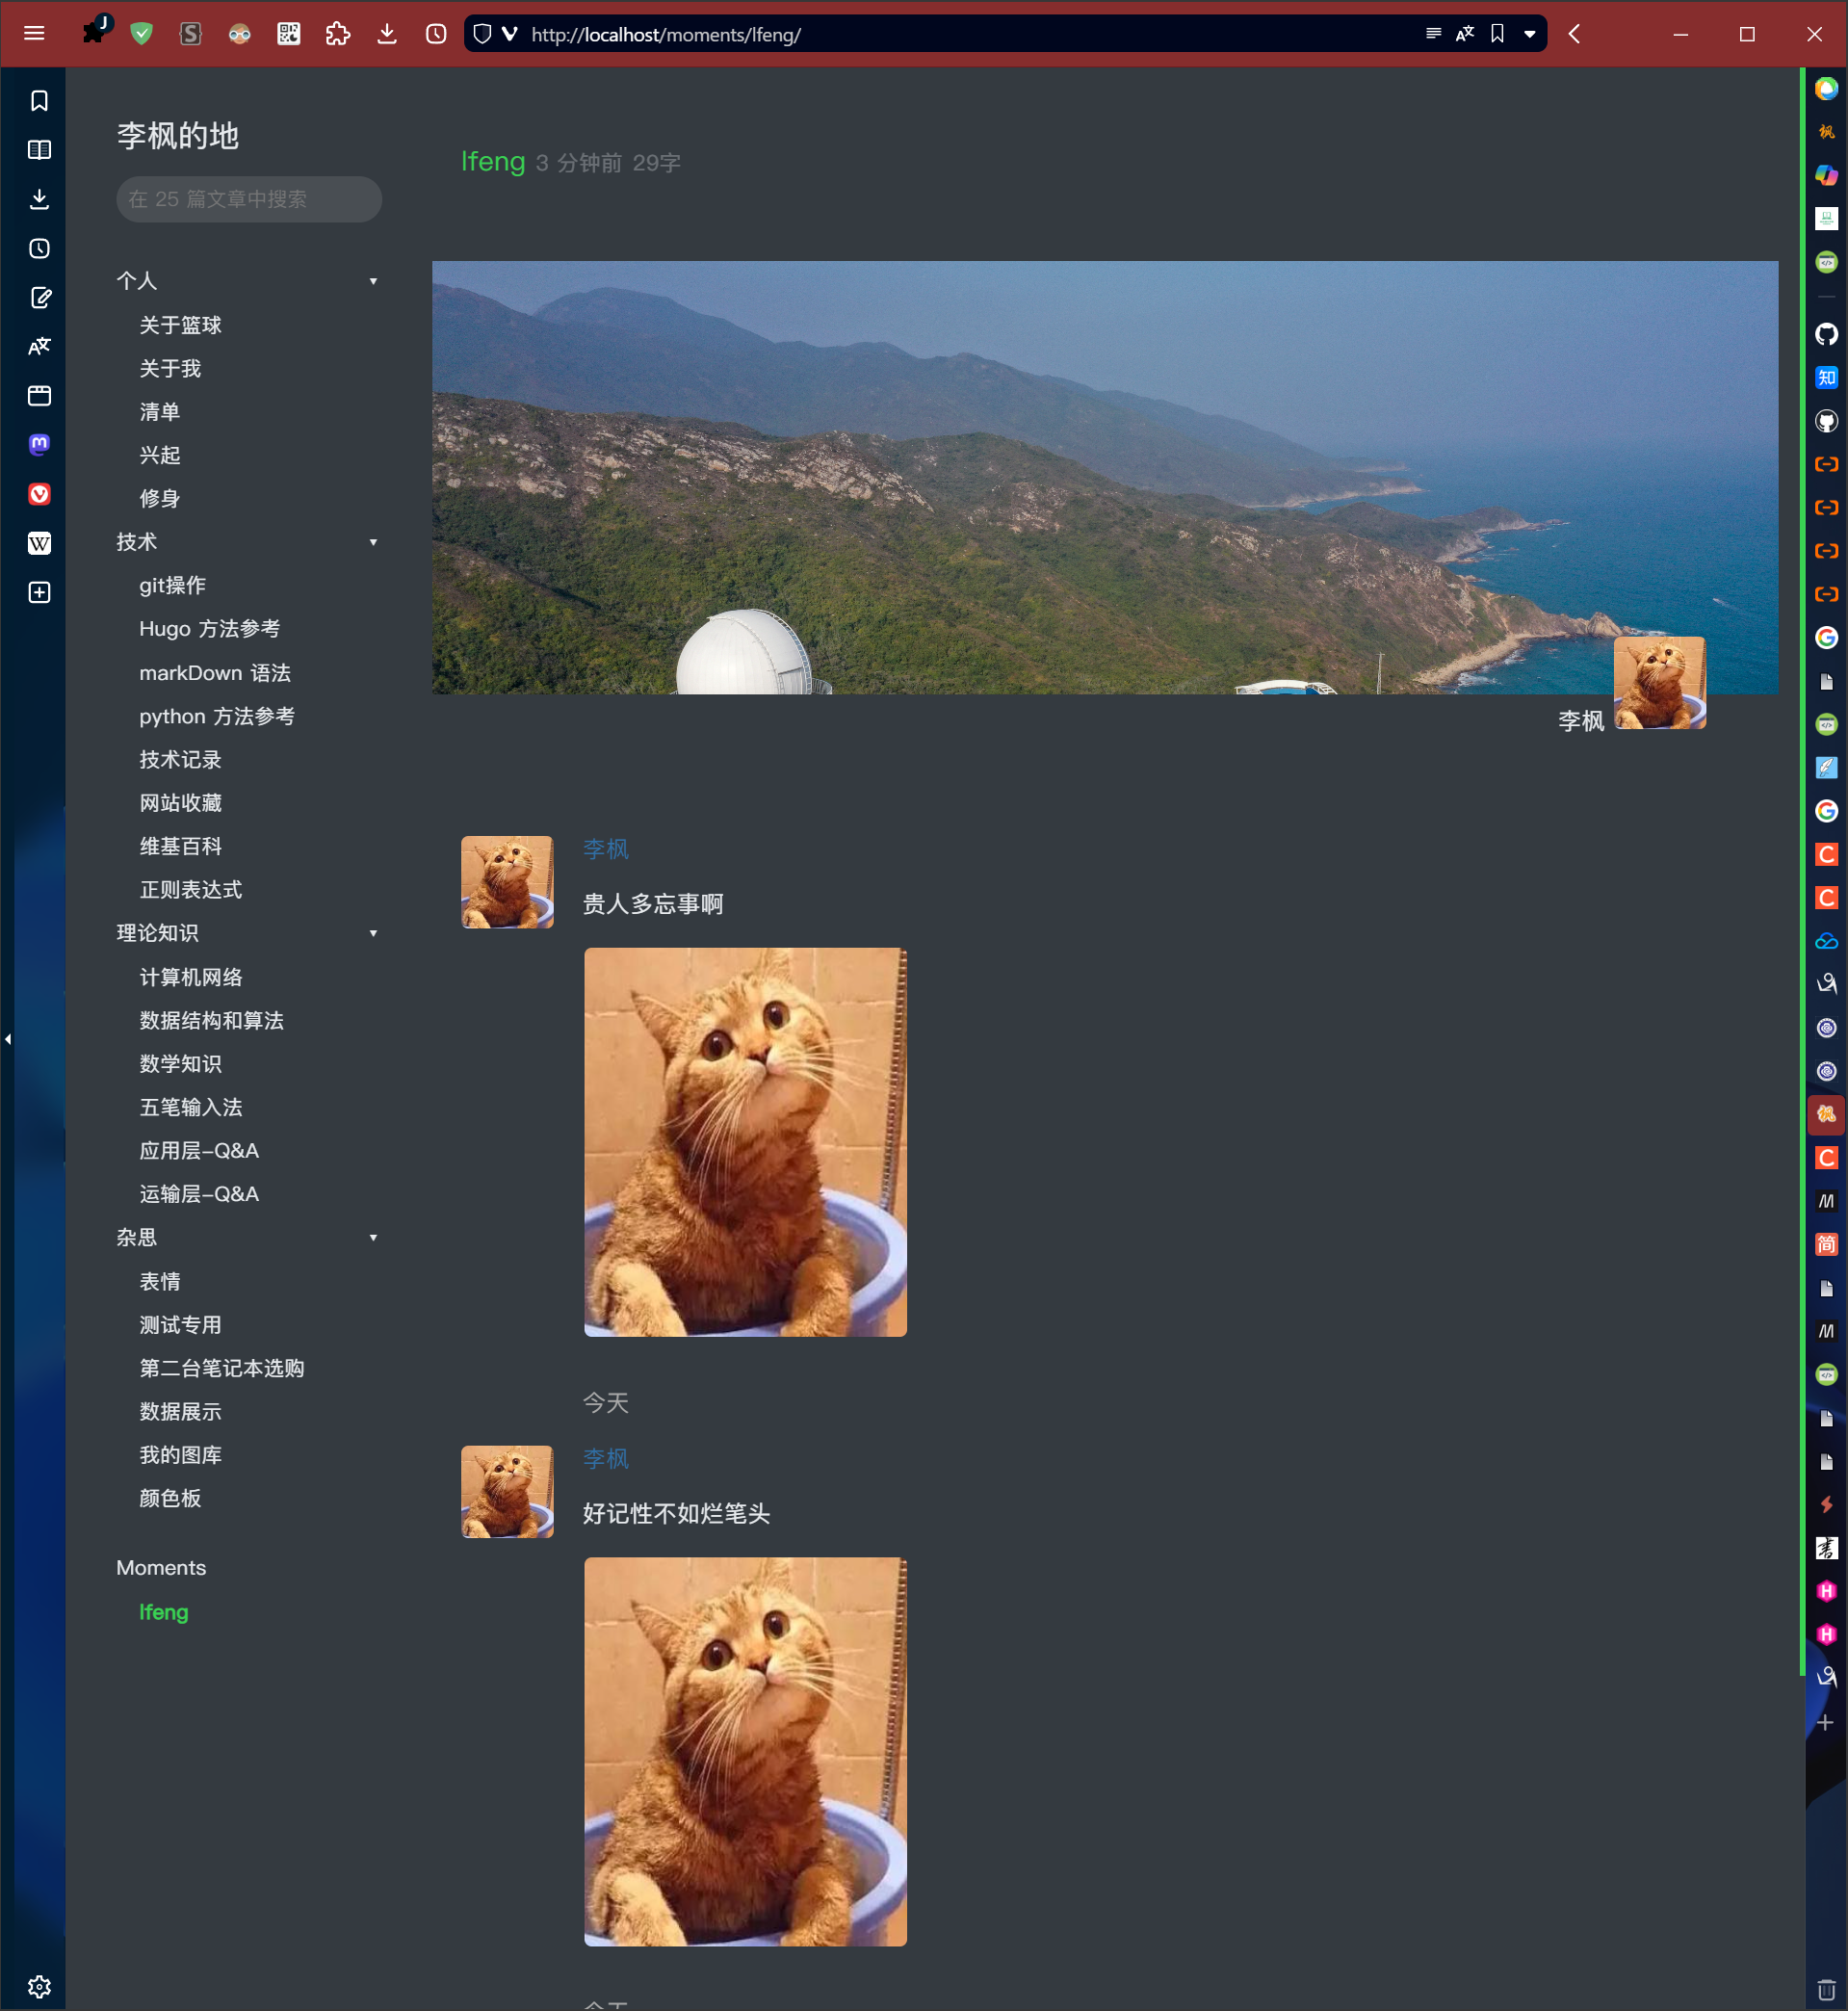 http://localhost/moments/lfeng/
李枫的地
在 25 篇文章中搜索
个人
关于篮球
关于我
清单
兴起
修身
技术
git操作
Hugo 方法参考
markDown 语法
python 方法参考
技术记录
网站收藏
维基百科
正则表达式
理论知识
计算机网络
数据结构和算法
数学知识
五笔输入法
应用层-Q&A
运输层-Q&A
杂思
表情
测试专用
第二台笔记本选购
数据展示
我的图库
颜色板
Moments
lfeng
lfeng 3 分钟前 29字
李枫
李枫
贵人多忘事啊
今天
李枫
好记性不如烂笔头
今天